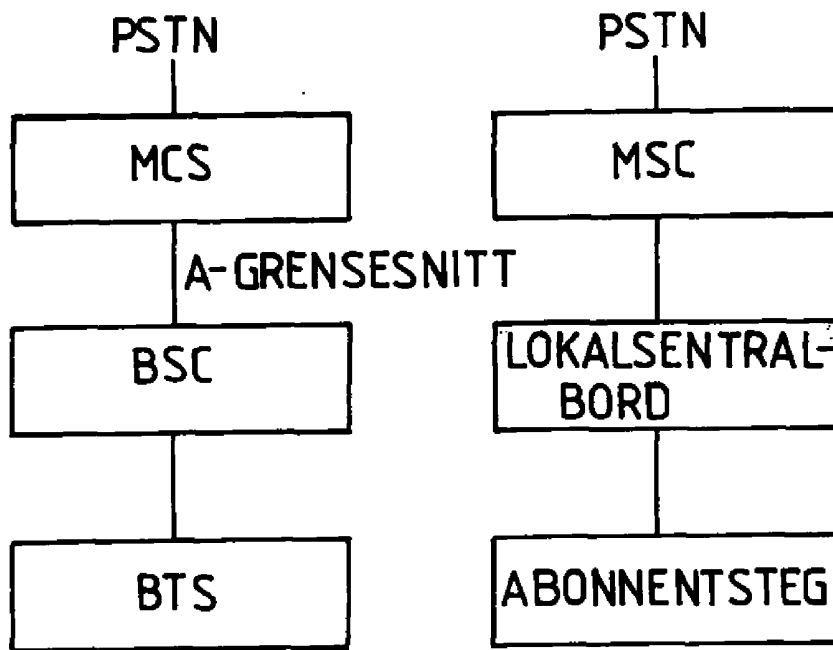 PSTN
MCS
A-GRENSESNITT
BSC
BTS
PSTN
MSC
LOKALSENTRAL-
BORD
ABONNENTSTEG